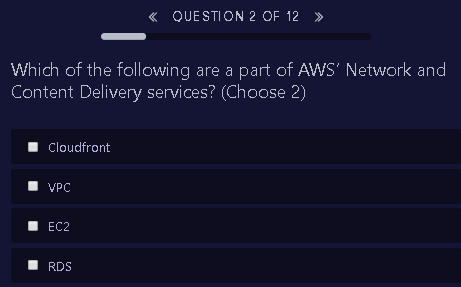 « QUESTION 2 OF 12 »
Which of the following are a part of AWS’ Network and
Content Delivery services? (Choose 2)
Cloudfront
VPC
EC2
RDS